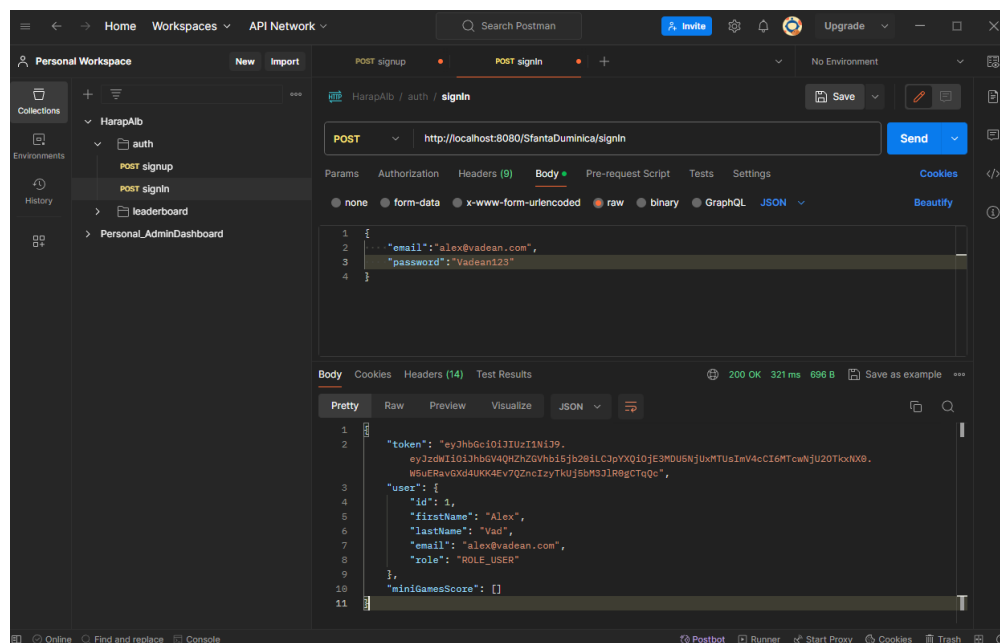 Home Workspaces API Network Search Postman Invite Upgrade
Personal Workspace New Import POST signup POST signIn No Environment
Collections
HarapAlb / auth / signIn Save
HarapAlb
POST http://localhost:8080/SfantaDuminica/signIn Send
auth
Environments
POST signup
Params Authorization Headers (9) Body Pre-request Script Tests Settings Cookies
POST signIn
History
none form-data x-www-form-urlencoded raw binary GraphQL JSON Beautify
leaderboard
Personal_AdminDashboard
1 {
2 "email":"alex@vadean.com",
3 "password":"Vadean123"
4 }
Body Cookies Headers (14) Test Results 200 OK 321 ms 696 B Save as example
Pretty Raw Preview Visualize JSON
1 {
2 "token": "eyJhbGciOiJIUzI1NiJ9.
eyJzdWIiOiJhbGV4QHZhZGVhbi5jb20iLCJpYXQiOjE3MDU5NjUxMTUsImV4cCI6MTcwNjU2OTkxNX0.
3 "user": {
4 "id": 1,
5 "firstName": "Alex",
6 "lastName": "Vad",
7 "email": "alex@vadean.com",
8 "role": "ROLE_USER"
9 },
10 "miniGamesScore": []
11 }
Online Find and replace Console Postbot Runner Start Proxy Cookies Trash